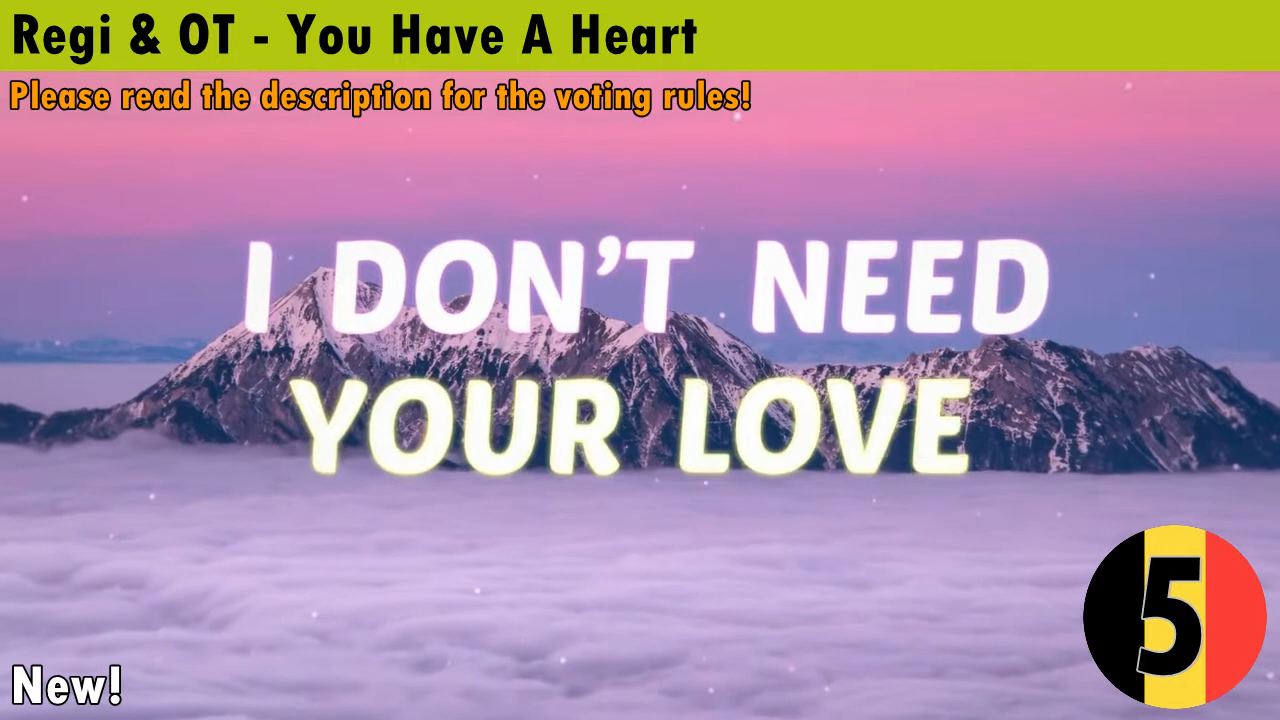 Regi & OT - You Have A Heart
Please read the description for the voting rules!
I DON'T NEED
YOUR LOVE
5
New!